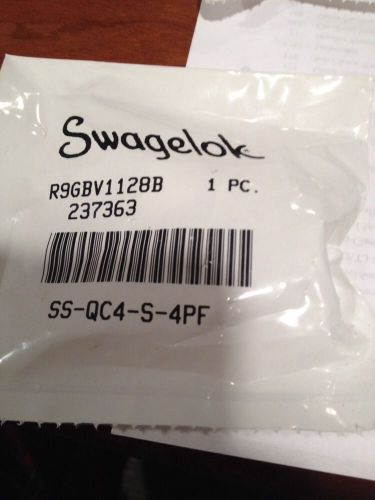 Swagelok
R9GBV1128B 1 PC.
237363
SS-QC4-S-4PF